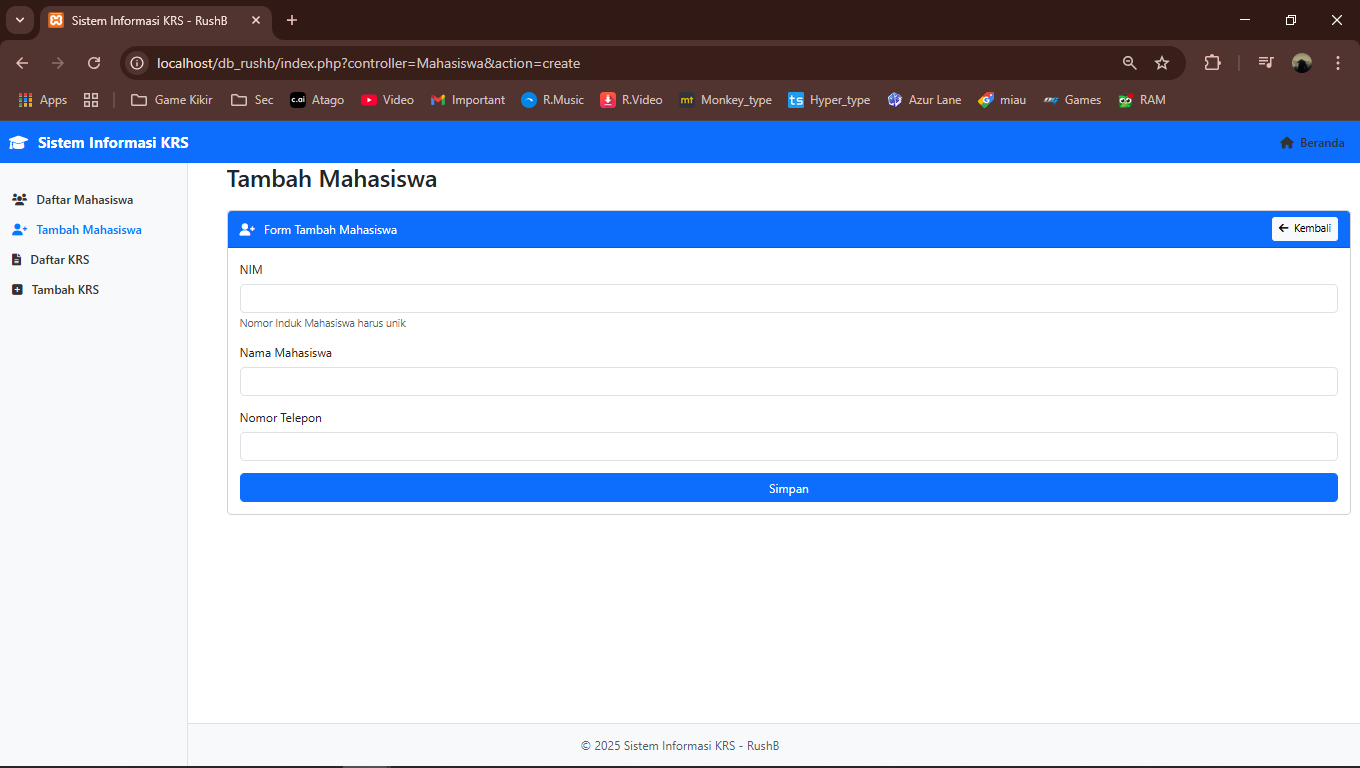 Sistem Informasi KRS - RushB
localhost/db_rushb/index.php?controller=Mahasiswa&action=create
Apps Game Kikir Sec c.ai Atago Video Important R.Music R.Video mt Monkey_type ts Hyper_type Azur Lane miau Games RAM
Sistem Informasi KRS Beranda
Daftar Mahasiswa
Tambah Mahasiswa
Daftar KRS
Tambah KRS
Tambah Mahasiswa
Form Tambah Mahasiswa Kembali
NIM
Nomor Induk Mahasiswa harus unik
Nama Mahasiswa
Nomor Telepon
Simpan
© 2025 Sistem Informasi KRS - RushB